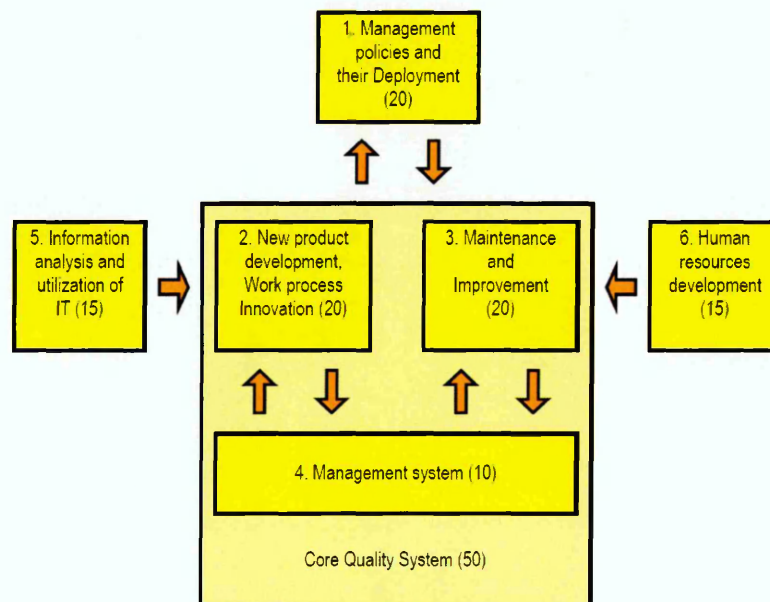 1. Management
policies and
their Deployment
(20)
5. Information
analysis and
utilization of
IT (15)
2. New product
development,
Work process
Innovation (20)
3. Maintenance
and
Improvement
(20)
6. Human
resources
development
(15)
4. Management system (10)
Core Quality System (50)